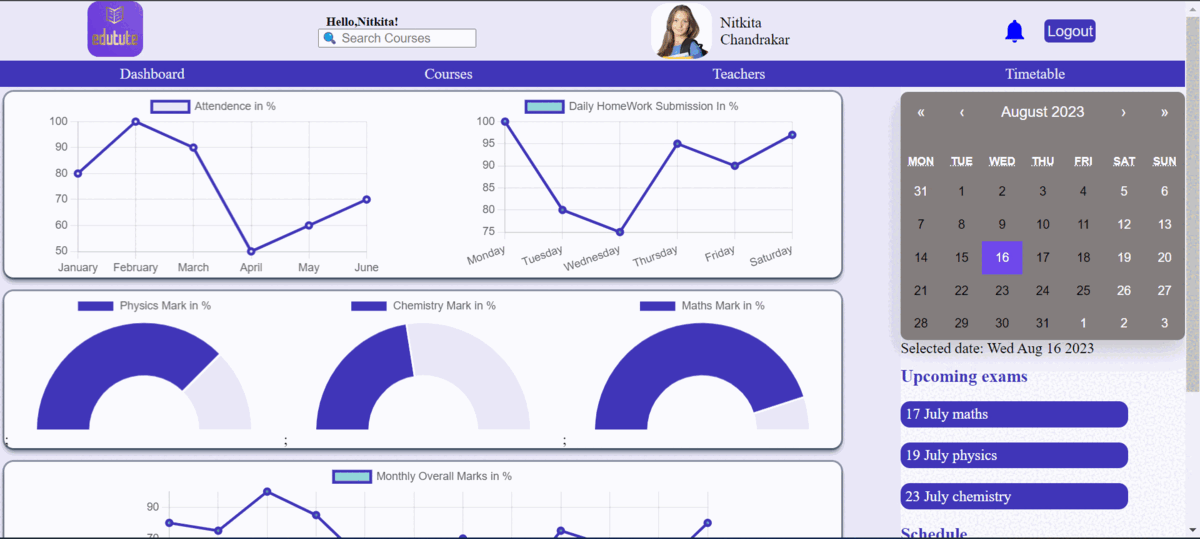 edutute
Hello,Nitkita!
Search Courses
Nitkita
Chandrakar
Logout
Dashboard Courses Teachers Timetable
Attendence in %
100
90
80
70
60
50
January February March April May June
Daily HomeWork Submission In %
100
95
90
85
80
75
Monday Tuesday Wednesday Thursday Friday Saturday
« ‹ August 2023 › »
MON TUE WED THU FRI SAT SUN
31 1 2 3 4 5 6
7 8 9 10 11 12 13
14 15 16 17 18 19 20
21 22 23 24 25 26 27
28 29 30 31 1 2 3
Selected date: Wed Aug 16 2023
Upcoming exams
17 July maths
19 July physics
23 July chemistry
Schedule
Physics Mark in %
;
Chemistry Mark in %
;
Maths Mark in %
;
Monthly Overall Marks in %
90
70